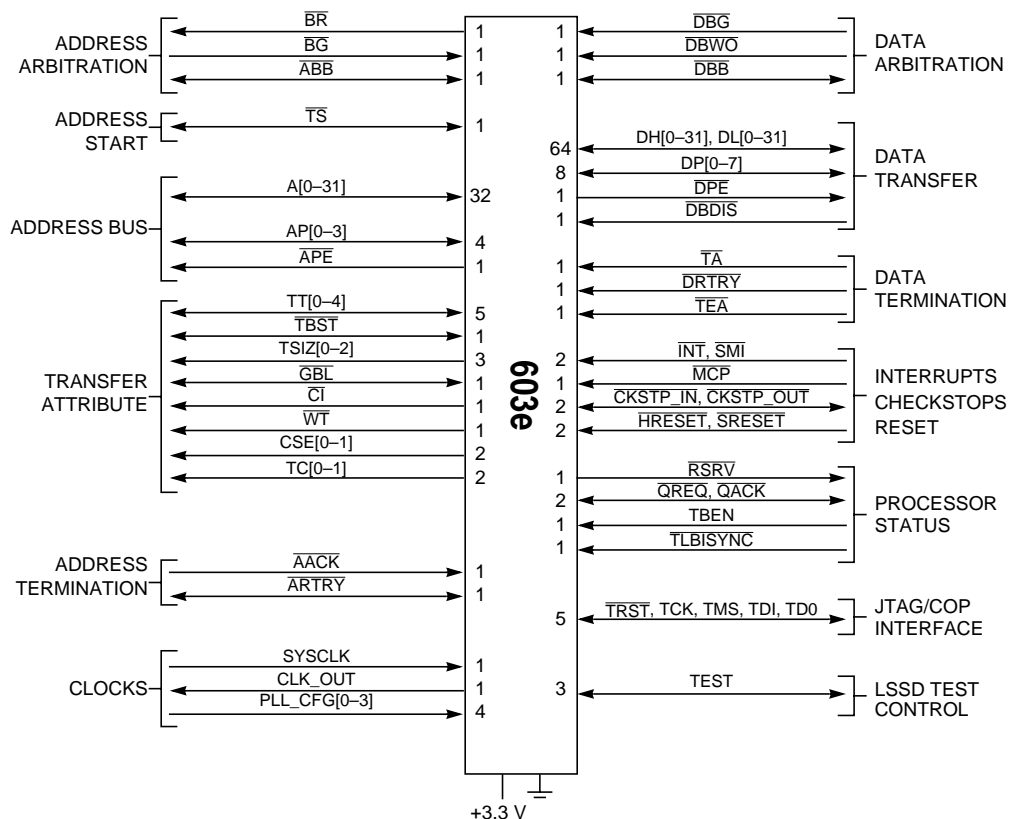 ADDRESS
ARBITRATION
BR
1
BG
1
ABB
1
ADDRESS
START
TS
1
ADDRESS BUS
A[0–31]
32
AP[0–3]
4
APE
1
TRANSFER
ATTRIBUTE
TT[0–4]
5
TBST
1
TSIZ[0–2]
3
GBL
1
CI
1
WT
1
CSE[0–1]
2
TC[0–1]
2
ADDRESS
TERMINATION
AACK
1
ARTRY
1
CLOCKS
SYSCLK
1
CLK_OUT
1
PLL_CFG[0–3]
4
603e
+3.3 V
1
DBG
1
DBWO
1
DBB
DATA
ARBITRATION
64
DH[0–31], DL[0–31]
8
DP[0–7]
1
DPE
1
DBDIS
DATA
TRANSFER
1
TA
1
DRTRY
1
TEA
DATA
TERMINATION
2
INT, SMI
1
MCP
2
CKSTP_IN, CKSTP_OUT
2
HRESET, SRESET
INTERRUPTS
CHECKSTOPS
RESET
1
RSRV
2
QREQ, QACK
1
TBEN
1
TLBISYNC
PROCESSOR
STATUS
5
TRST, TCK, TMS, TDI, TD0
JTAG/COP
INTERFACE
3
TEST
LSSD TEST
CONTROL